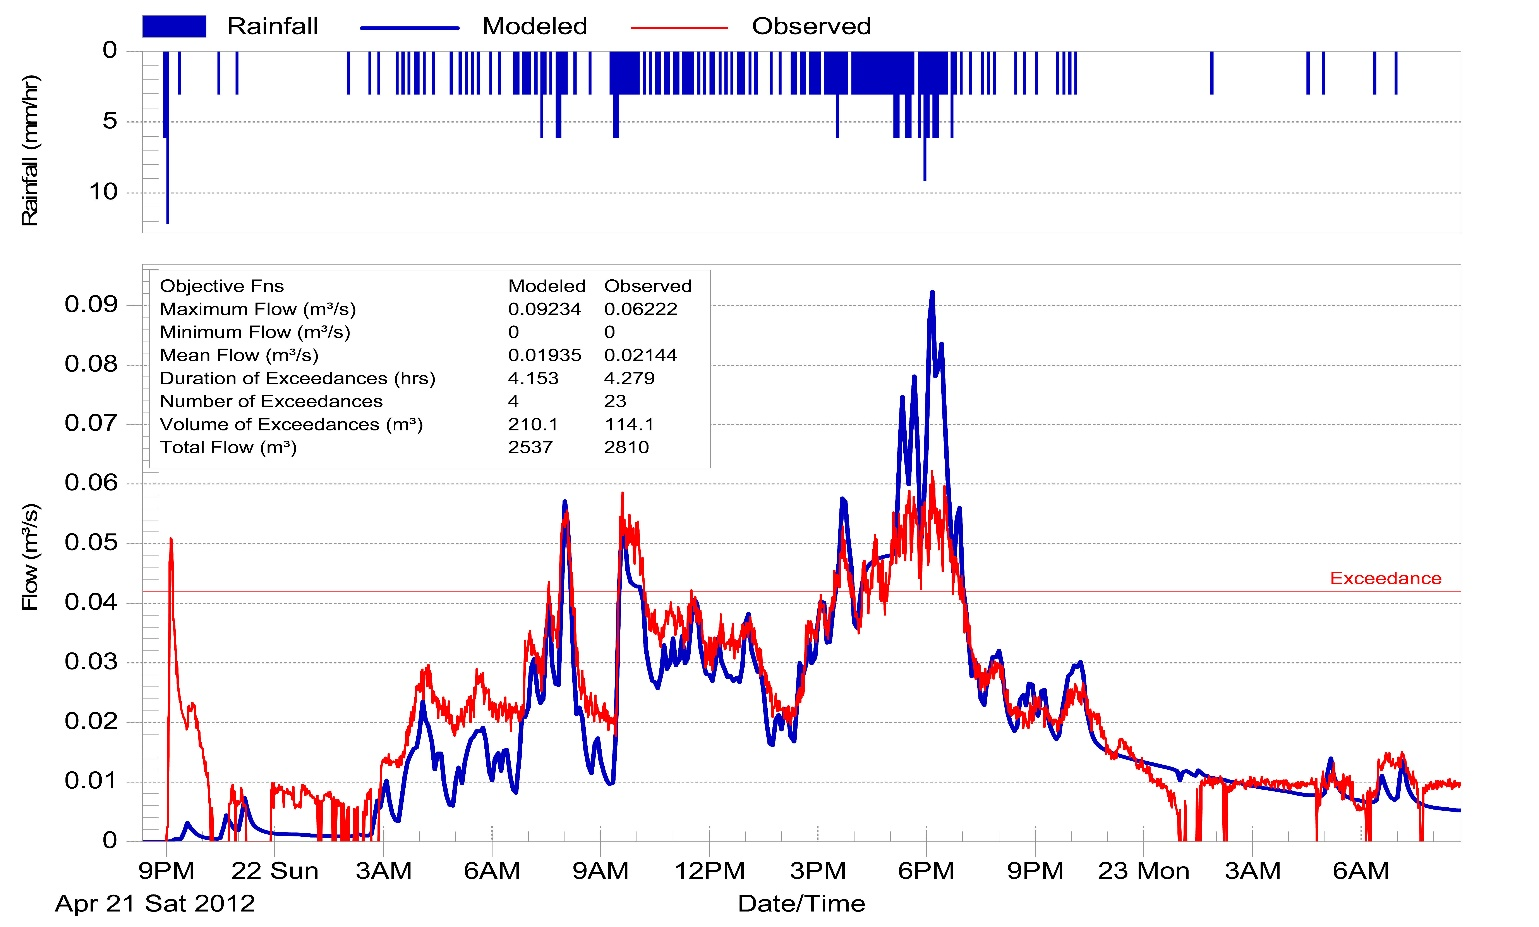 Rainfall Modeled Observed
0
5
10
Rainfall (mm/hr)
Objective Fns Modeled Observed
Maximum Flow (m³/s) 0.09234 0.06222
Minimum Flow (m³/s) 0 0
Mean Flow (m³/s) 0.01935 0.02144
Duration of Exceedances (hrs) 4.153 4.279
Number of Exceedances 4 23
Volume of Exceedances (m³) 210.1 114.1
Total Flow (m³) 2537 2810
0.09
0.08
0.07
0.06
0.05
0.04
0.03
0.02
0.01
0
Flow (m³/s)
Exceedance
9PM 22 Sun 3AM 6AM 9AM 12PM 3PM 6PM 9PM 23 Mon 3AM 6AM
Apr 21 Sat 2012 Date/Time